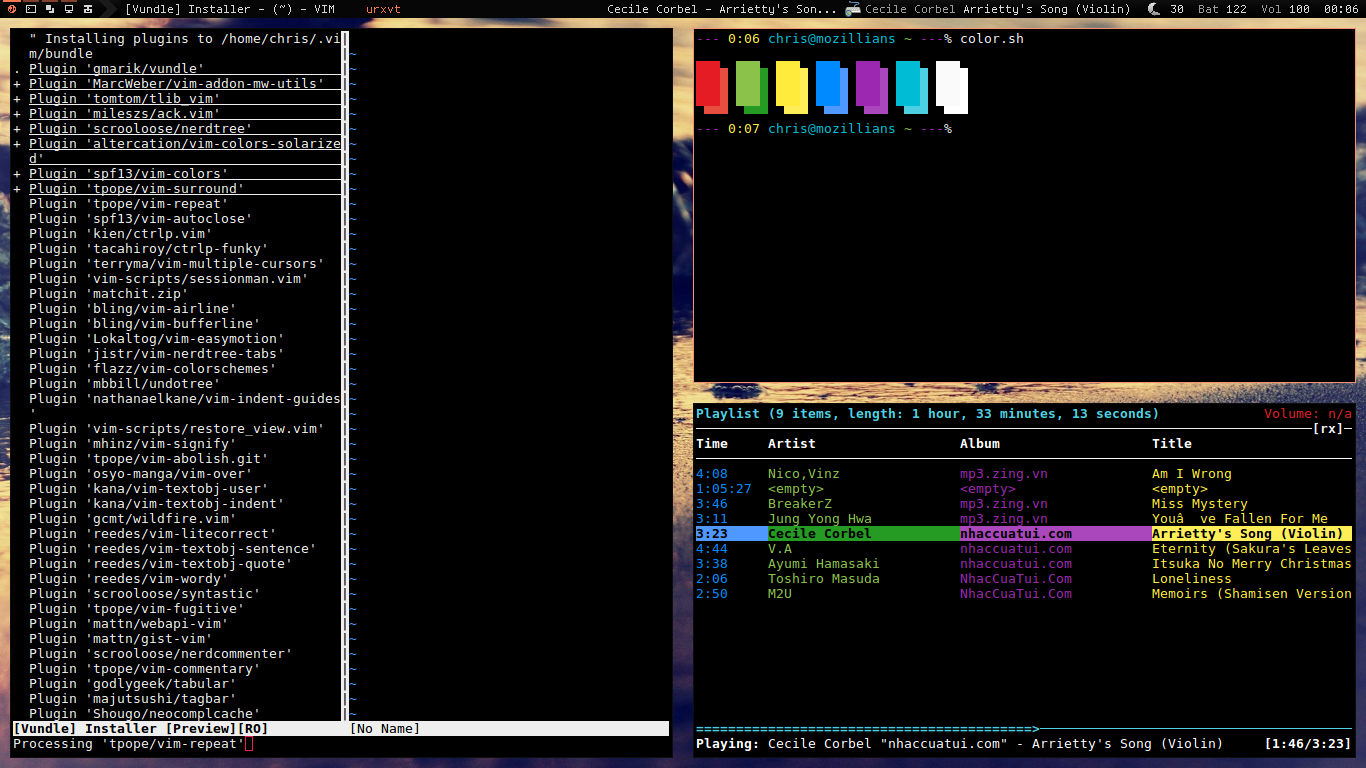 [Vundle] Installer - (~) - VIM urxvt Cecile Corbel - Arrietty's Son... Cecile Corbel Arrietty's Song (Violin) 30 Bat 122 Vol 100 00:06
" Installing plugins to /home/chris/.vi
m/bundle
. Plugin 'gmarik/vundle'
+ Plugin 'MarcWeber/vim-addon-mw-utils'
+ Plugin 'tomtom/tlib_vim'
+ Plugin 'mileszs/ack.vim'
+ Plugin 'scrooloose/nerdtree'
+ Plugin 'altercation/vim-colors-solarize
d'
+ Plugin 'spf13/vim-colors'
+ Plugin 'tpope/vim-surround'
Plugin 'tpope/vim-repeat'
Plugin 'spf13/vim-autoclose'
Plugin 'kien/ctrlp.vim'
Plugin 'tacahiroy/ctrlp-funky'
Plugin 'terryma/vim-multiple-cursors'
Plugin 'vim-scripts/sessionman.vim'
Plugin 'matchit.zip'
Plugin 'bling/vim-airline'
Plugin 'bling/vim-bufferline'
Plugin 'Lokaltog/vim-easymotion'
Plugin 'jistr/vim-nerdtree-tabs'
Plugin 'flazz/vim-colorschemes'
Plugin 'mbbill/undotree'
Plugin 'nathanaelkane/vim-indent-guides
'
Plugin 'vim-scripts/restore_view.vim'
Plugin 'mhinz/vim-signify'
Plugin 'tpope/vim-abolish.git'
Plugin 'osyo-manga/vim-over'
Plugin 'kana/vim-textobj-user'
Plugin 'kana/vim-textobj-indent'
Plugin 'gcmt/wildfire.vim'
Plugin 'reedes/vim-litecorrect'
Plugin 'reedes/vim-textobj-sentence'
Plugin 'reedes/vim-textobj-quote'
Plugin 'reedes/vim-wordy'
Plugin 'scrooloose/syntastic'
Plugin 'tpope/vim-fugitive'
Plugin 'mattn/webapi-vim'
Plugin 'mattn/gist-vim'
Plugin 'scrooloose/nerdcommenter'
Plugin 'tpope/vim-commentary'
Plugin 'godlygeek/tabular'
Plugin 'majutsushi/tagbar'
Plugin 'Shougo/neocomplcache'
[Vundle] Installer [Preview][RO] [No Name]
Processing 'tpope/vim-repeat'
--- 0:06 chris@mozillians ~ ---% color.sh
--- 0:07 chris@mozillians ~ ---%
Playlist (9 items, length: 1 hour, 33 minutes, 13 seconds) Volume: n/a
[rx]
Time Artist Album Title
4:08 Nico,Vinz mp3.zing.vn Am I Wrong
1:05:27 <empty> <empty> <empty>
3:46 BreakerZ mp3.zing.vn Miss Mystery
3:11 Jung Yong Hwa mp3.zing.vn Youâ ve Fallen For Me
3:23 Cecile Corbel nhaccuatui.com Arrietty's Song (Violin)
4:44 V.A nhaccuatui.com Eternity (Sakura's Leaves
3:38 Ayumi Hamasaki nhaccuatui.com Itsuka No Merry Christmas
2:06 Toshiro Masuda NhacCuaTui.Com Loneliness
2:50 M2U NhacCuaTui.Com Memoirs (Shamisen Version
Playing: Cecile Corbel "nhaccuatui.com" - Arrietty's Song (Violin) [1:46/3:23]